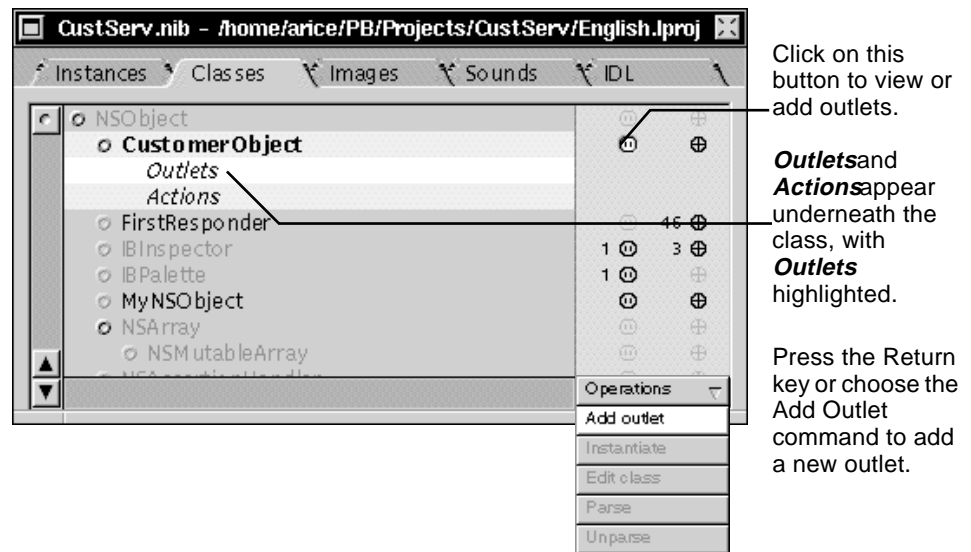 CustServ.nib – /home/arice/PB/Projects/CustServ/English.lproj
Instances Classes Images Sounds IDL
NSObject
CustomerObject
Outlets
Actions
FirstResponder 46
IBInspector 1 3
IBPalette 1
MyNSObject
NSArray
NSMutableArray
NSAssertionHandler
Operations
Add outlet
Instantiate
Edit class
Parse
Unparse
Click on this
button to view or
add outlets.
Outletsand
Actionsappear
underneath the
class, with
Outlets
highlighted.
Press the Return
key or choose the
Add Outlet
command to add
a new outlet.